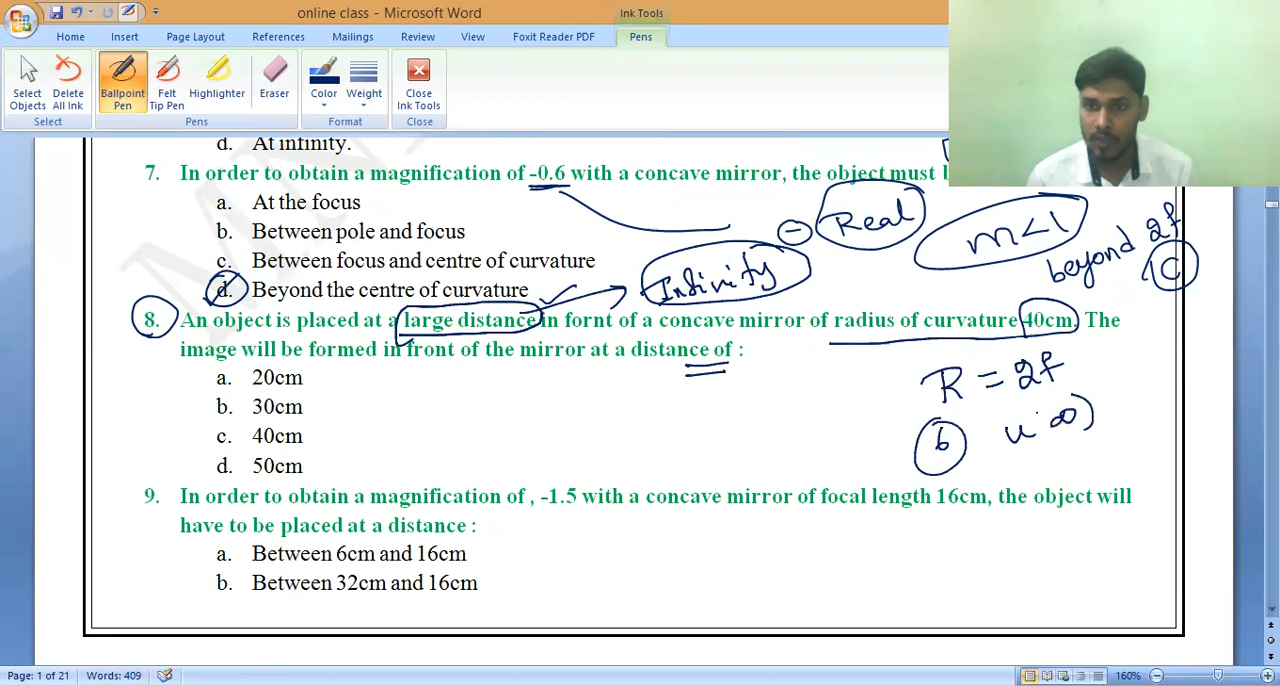 online class - Microsoft Word
Ink Tools
Home Insert Page Layout References Mailings Review View Foxit Reader PDF Pens
Select Objects
Delete All Ink
Ballpoint Pen
Felt Tip Pen
Highlighter
Eraser
Color
Weight
Close Ink Tools
Select Pens Format Close
d. At infinity.
7. In order to obtain a magnification of -0.6 with a concave mirror, the object must
a. At the focus
b. Between pole and focus
c. Between focus and centre of curvature
d. Beyond the centre of curvature
Infinity
- Real
m<1
beyond 2f
(C
8. An object is placed at a large distance in fornt of a concave mirror of radius of curvature 40cm. The
image will be formed in front of the mirror at a distance of :
a. 20cm
b. 30cm
c. 40cm
d. 50cm
R = 2f
u ∞)
9. In order to obtain a magnification of , -1.5 with a concave mirror of focal length 16cm, the object will
have to be placed at a distance :
a. Between 6cm and 16cm
b. Between 32cm and 16cm
Page: 1 of 21 Words: 409 160%